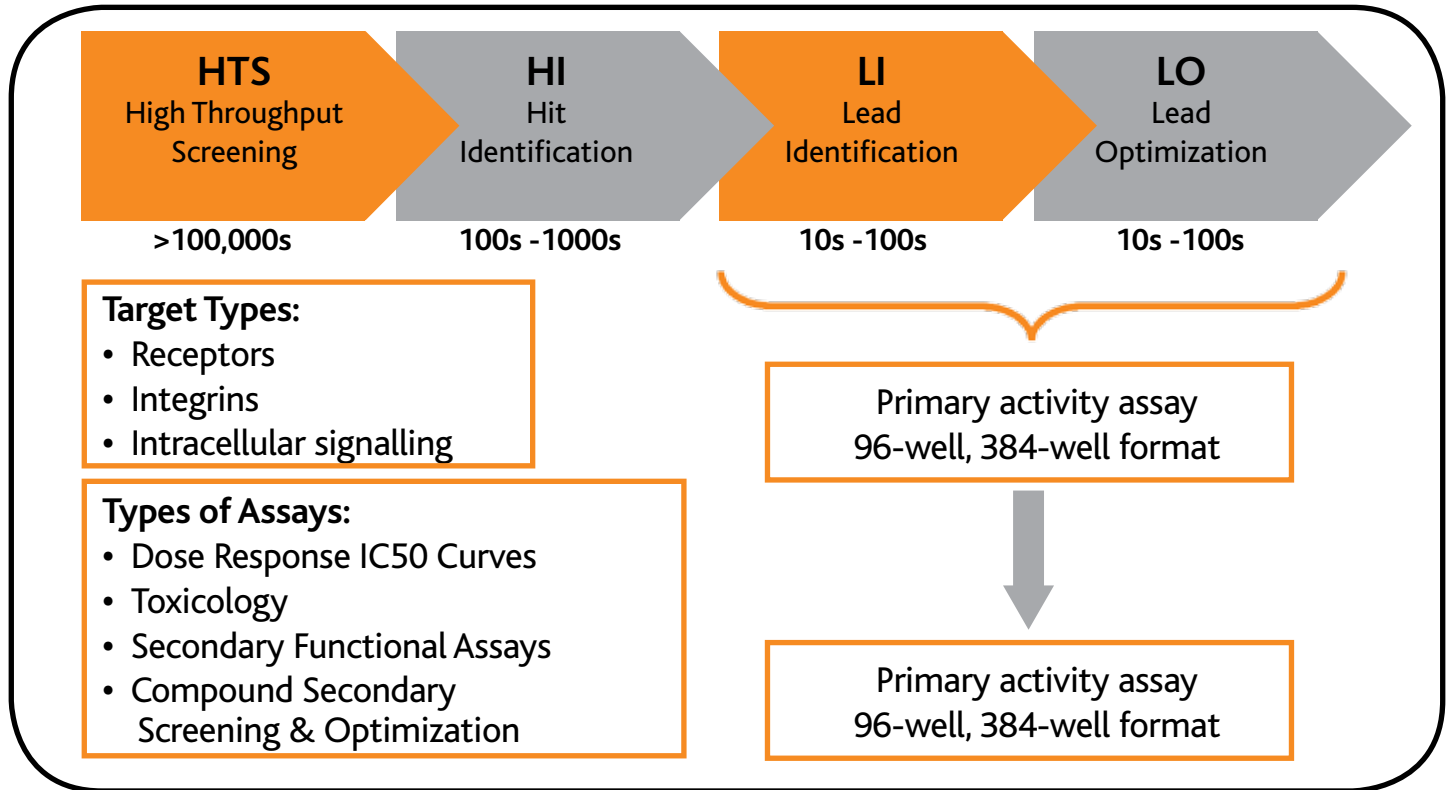 HTS
High Throughput
Screening
HI
Hit
Identification
LI
Lead
Identification
LO
Lead
Optimization
>100,000s
100s -1000s
10s -100s
10s -100s
Target Types:
• Receptors
• Integrins
• Intracellular signalling
Types of Assays:
• Dose Response IC50 Curves
• Toxicology
• Secondary Functional Assays
• Compound Secondary
Screening & Optimization
Primary activity assay
96-well, 384-well format
Primary activity assay
96-well, 384-well format